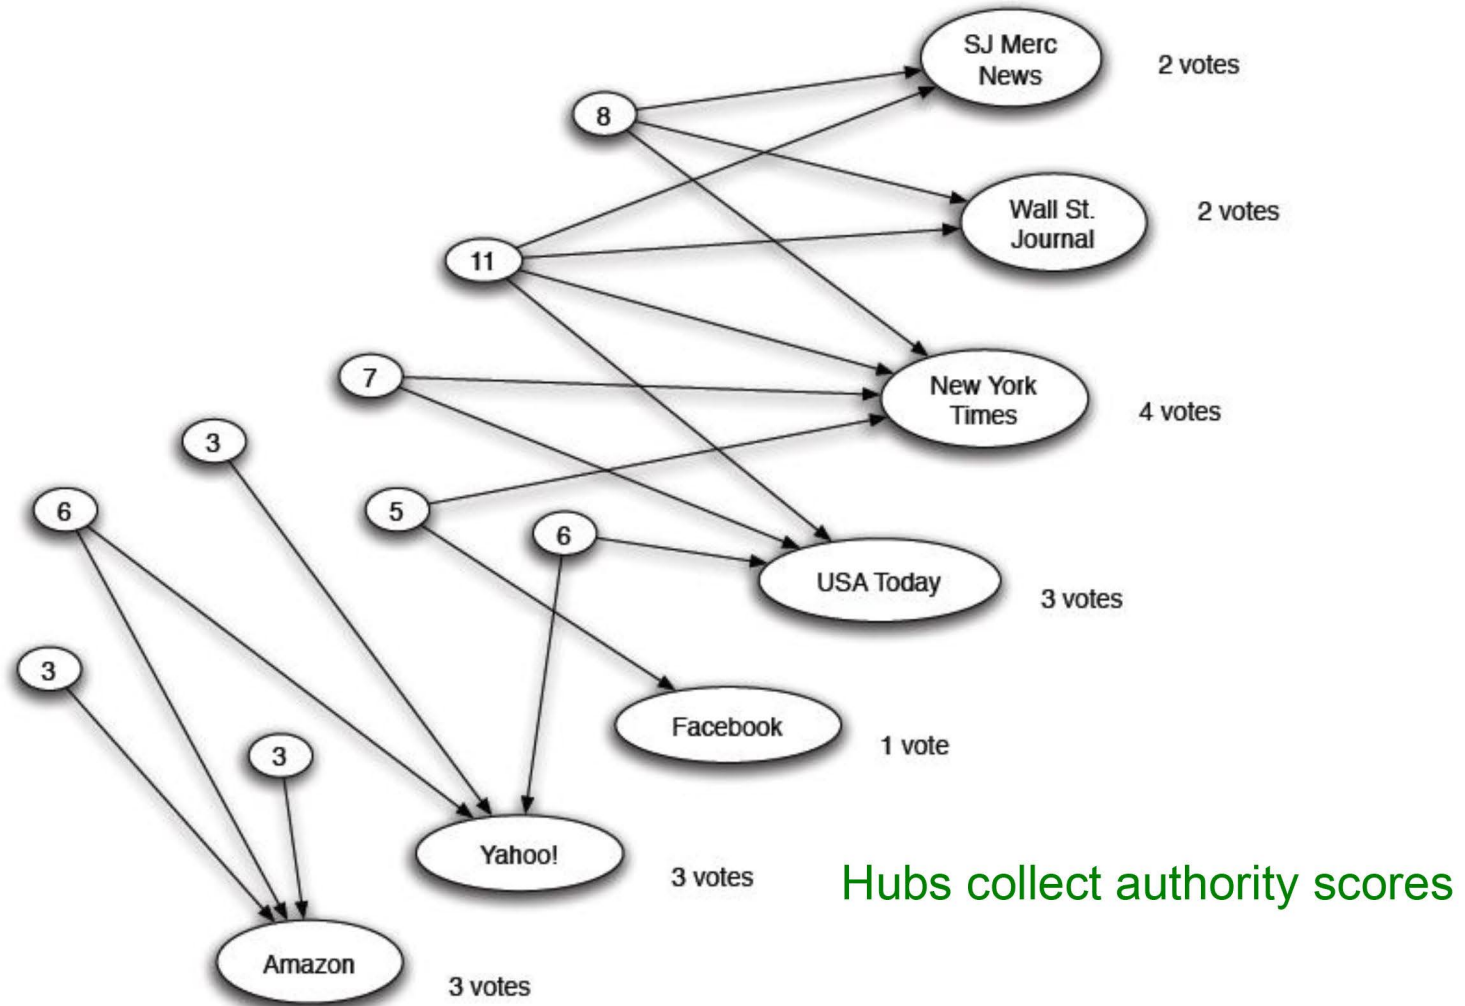 SJ Merc
News
2 votes
8
Wall St.
Journal
2 votes
11
7
New York
Times
4 votes
3
6
5
6
USA Today
3 votes
3
Facebook
1 vote
3
Yahoo!
3 votes
Hubs collect authority scores
Amazon
3 votes